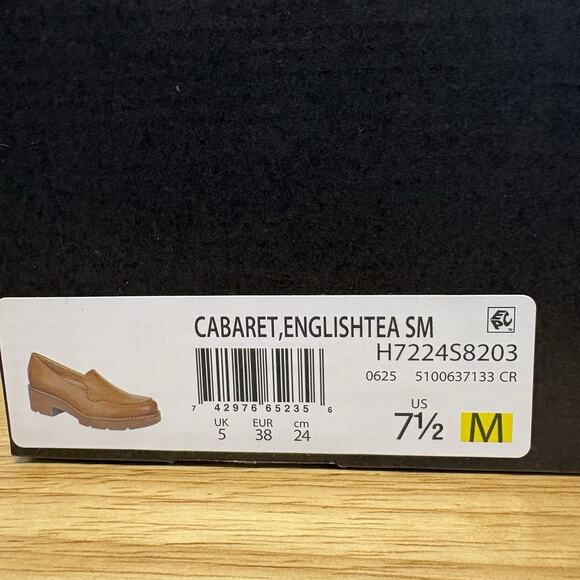 CABARET,ENGLISHTEA SM
H7224S8203
0625 5100637133 CR
7 42976 65235 6
UK EUR cm
5 38 24
US
7½ M